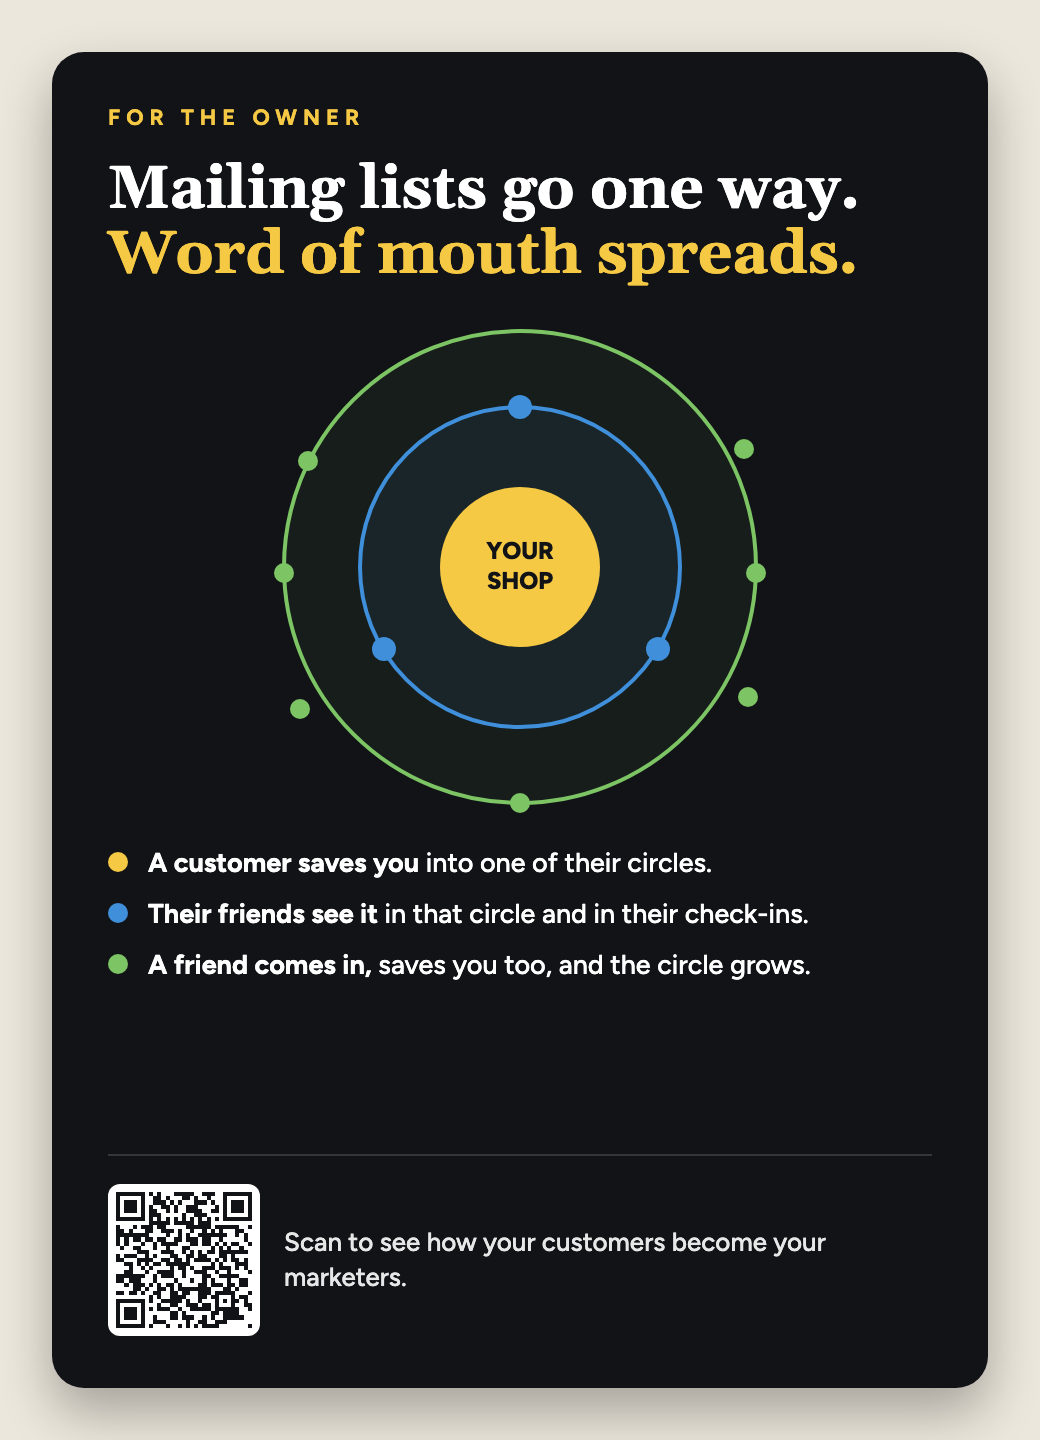 FOR THE OWNER
Mailing lists go one way.
Word of mouth spreads.
YOUR
SHOP
A customer saves you into one of their circles.
Their friends see it in that circle and in their check-ins.
A friend comes in, saves you too, and the circle grows.
Scan to see how your customers become your
marketers.